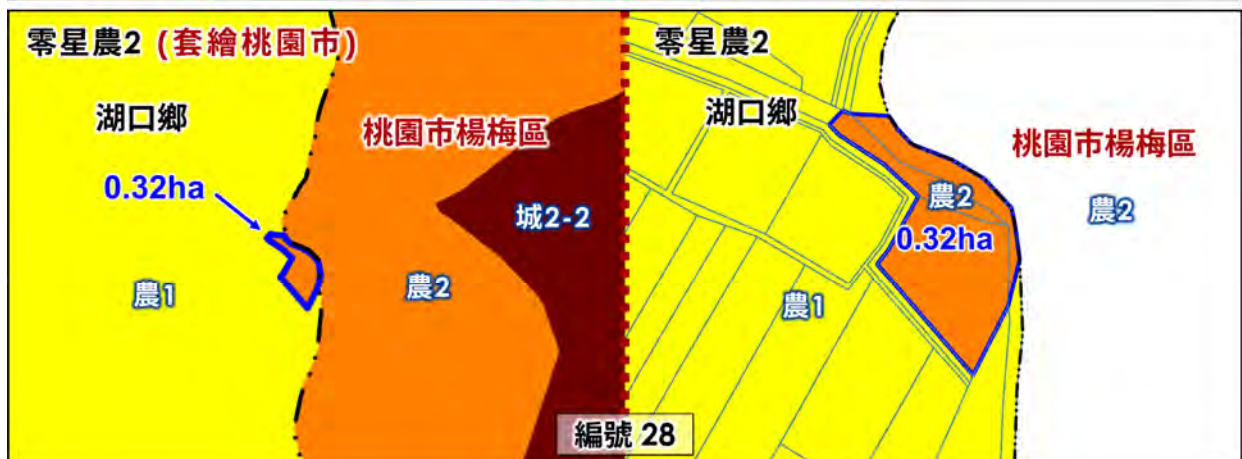 零星農2 (套繪桃園市)
湖口鄉
桃園市楊梅區
0.32ha
城2-2
農1
農2
零星農2
湖口鄉
桃園市楊梅區
農2
農2
0.32ha
農1
編號 28